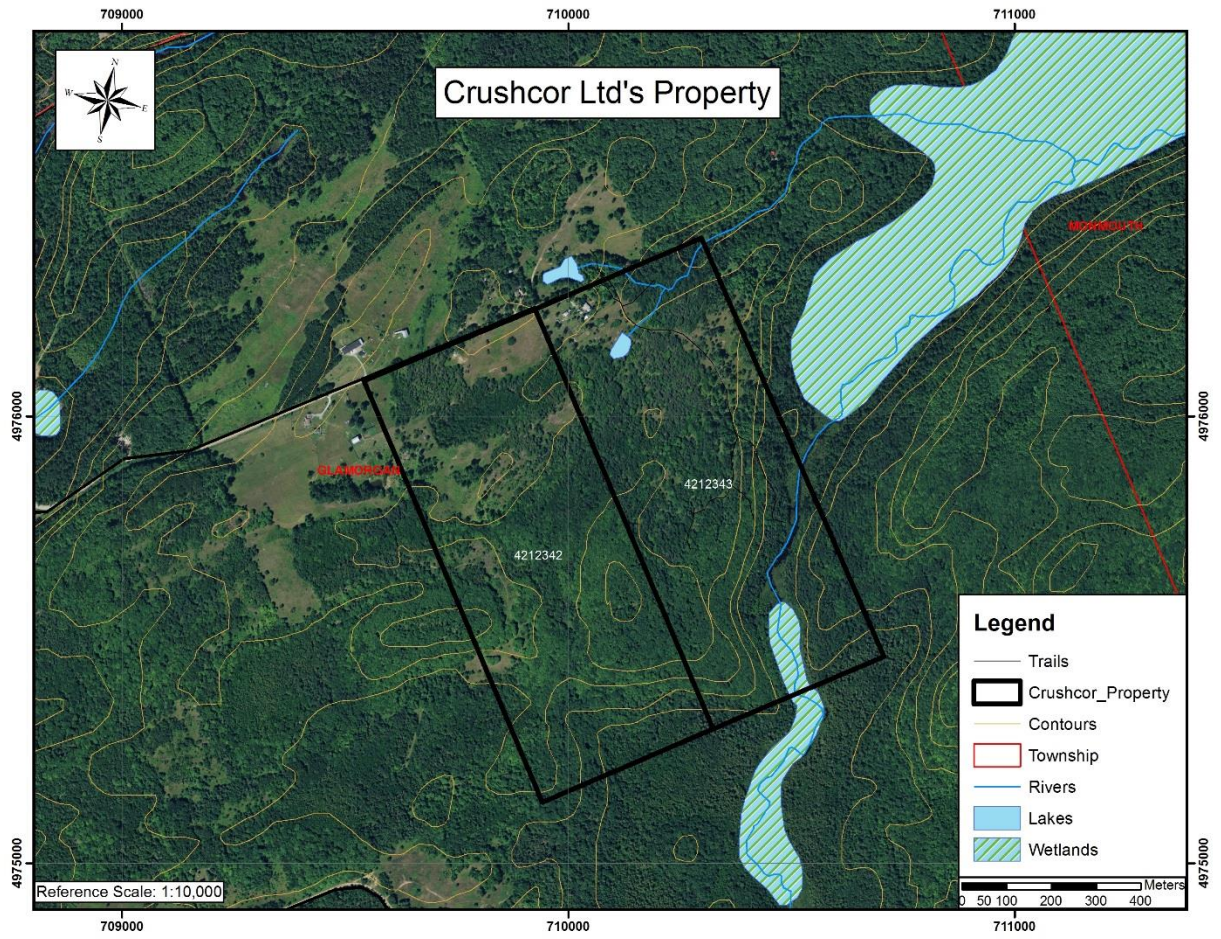 709000
710000
711000
N
W
E
S
Crushcor Ltd's Property
MONMOUTH
4976000
4976000
GLAMORGAN
4212343
4212342
Legend
Trails
Crushcor_Property
Contours
Township
Rivers
Lakes
Wetlands
4975000
4975000
Reference Scale: 1:10,000
Meters
0 50 100 200 300 400
709000
710000
711000